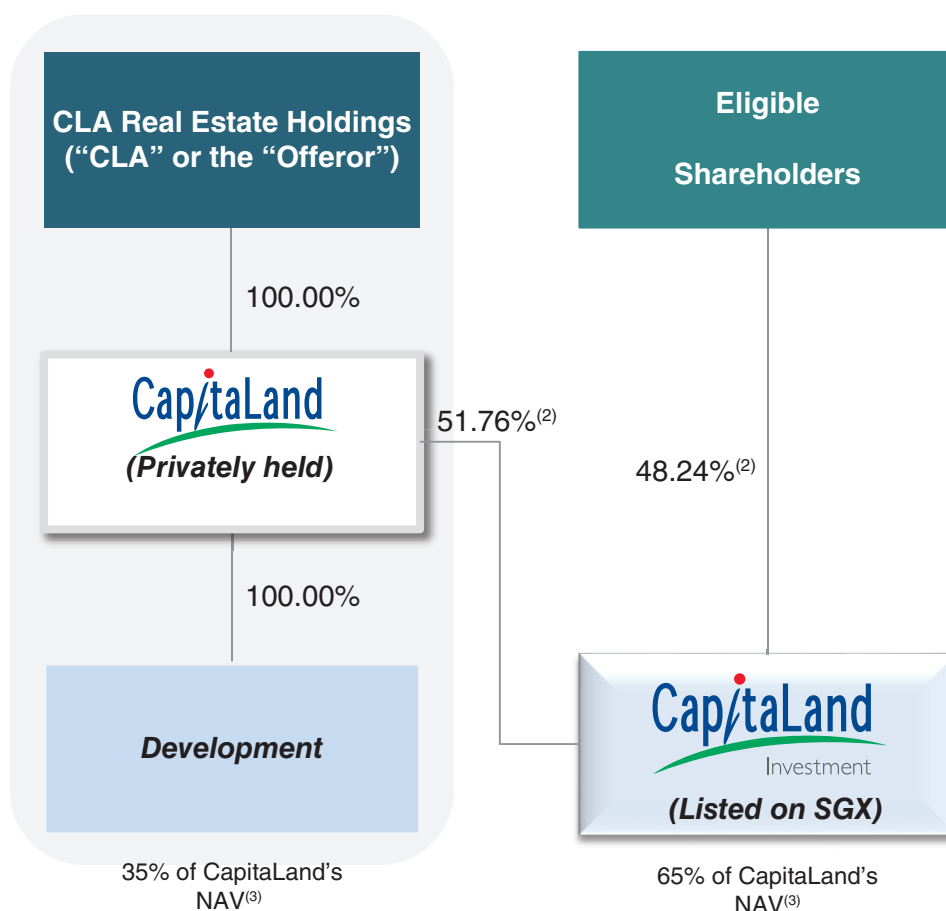 CLA Real Estate Holdings
(“CLA” or the “Offeror”)
Eligible
Shareholders
100.00%
CapitaLand
(Privately held)
51.76%(2)
48.24%(2)
100.00%
Development
CapitaLand
Investment
(Listed on SGX)
35% of CapitaLand’s
NAV(3)
65% of CapitaLand’s
NAV(3)